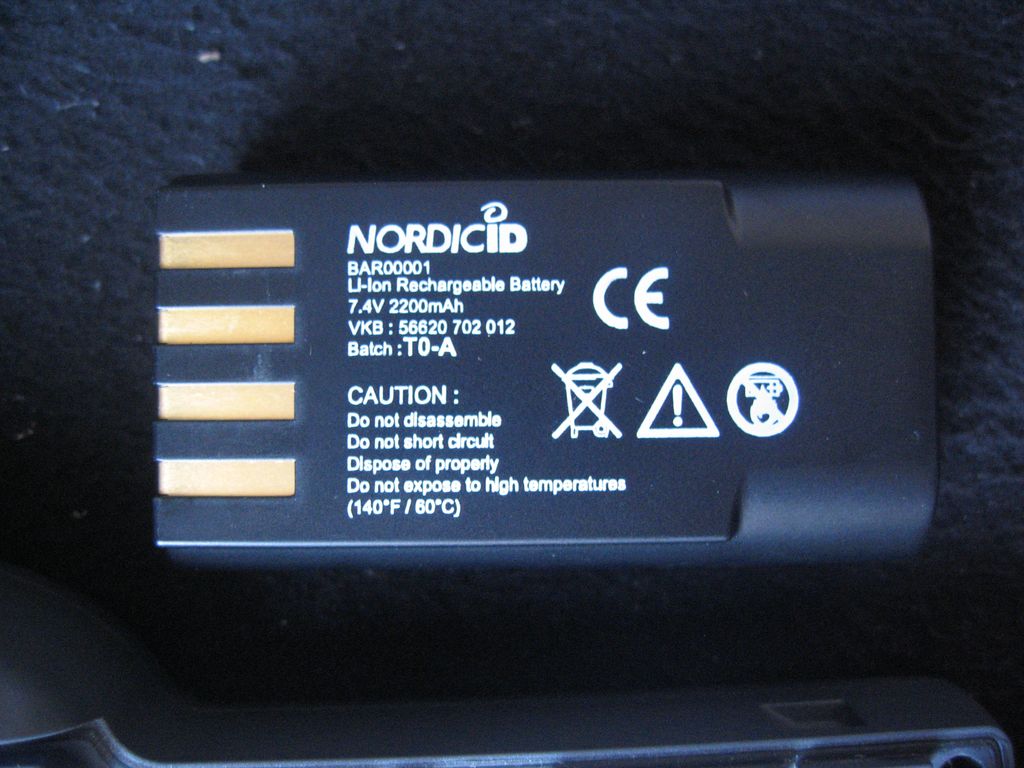 NORDICID
BAR00001
Li-Ion Rechargeable Battery
7.4V 2200mAh
VKB : 56620 702 012
Batch : T0-A
CE
CAUTION :
Do not disassemble
Do not short circuit
Dispose of properly
Do not expose to high temperatures
(140°F / 60°C)